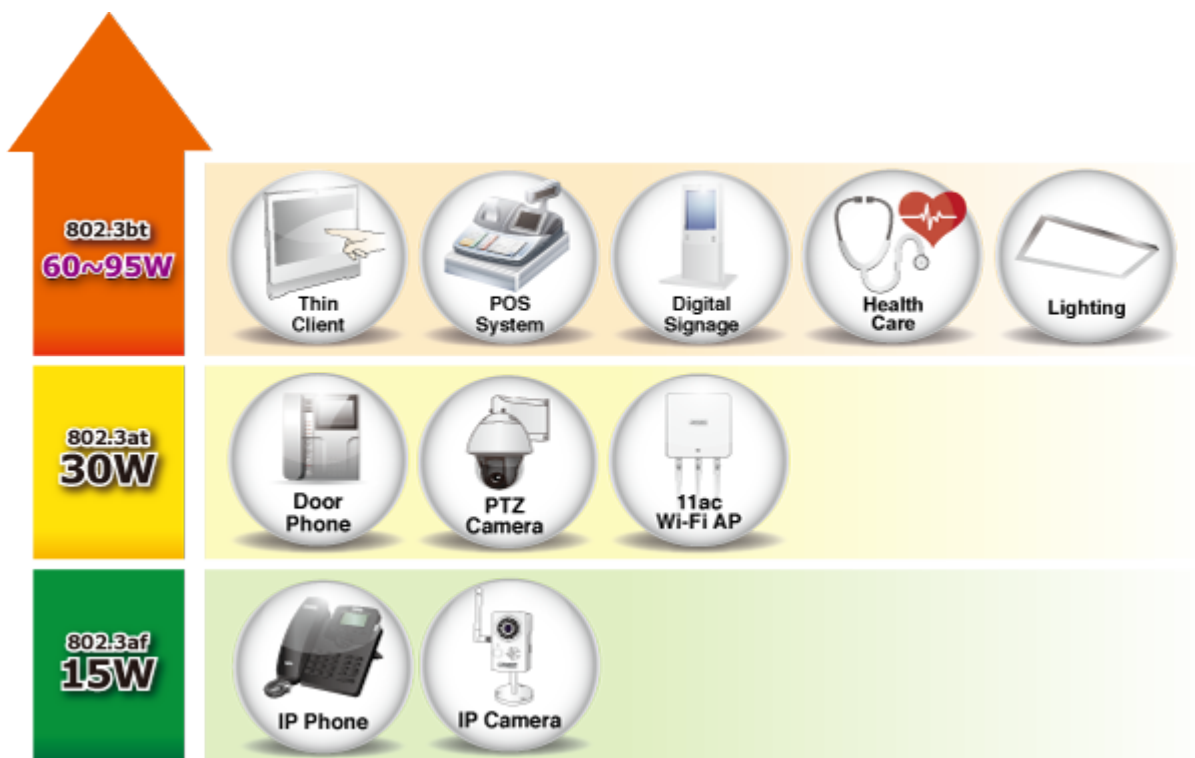 802.3bt
60~95W
Thin
Client
POS
System
Digital
Signage
Health
Care
Lighting
802.3at
30W
Door
Phone
PTZ
Camera
11ac
Wi-Fi AP
802.3af
15W
IP Phone
IP Camera